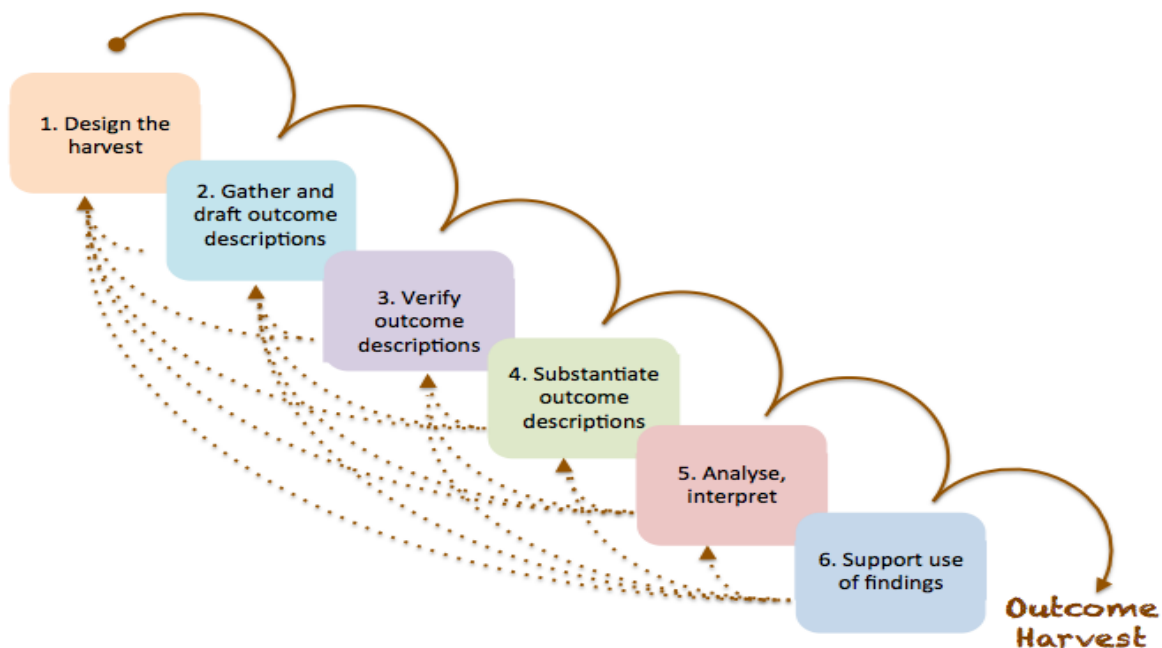 1. Design the
harvest
2. Gather and
draft outcome
descriptions
3. Verify
outcome
descriptions
4. Substantiate
outcome
descriptions
5. Analyse,
interpret
6. Support use
of findings
Outcome
Harvest